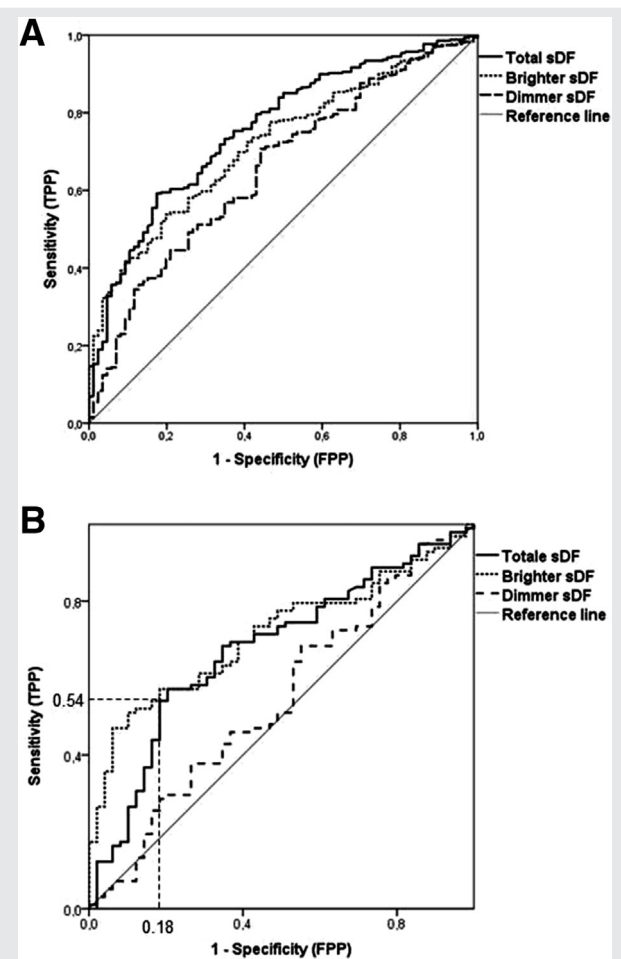 A
1,0
0,8
0,6
0,4
0,2
0,0
Sensitivity (TPP)
0,0 0,2 0,4 0,6 0,8 1,0
1 - Specificity (FPP)
Total sDF
Brighter sDF
Dimmer sDF
Reference line
B
0,8
0.54
0,4
0,0
Sensitivity (TPP)
0,0 0.18 0,4 0,8
1 - Specificity (FPP)
Totale sDF
Brighter sDF
Dimmer sDF
Reference line